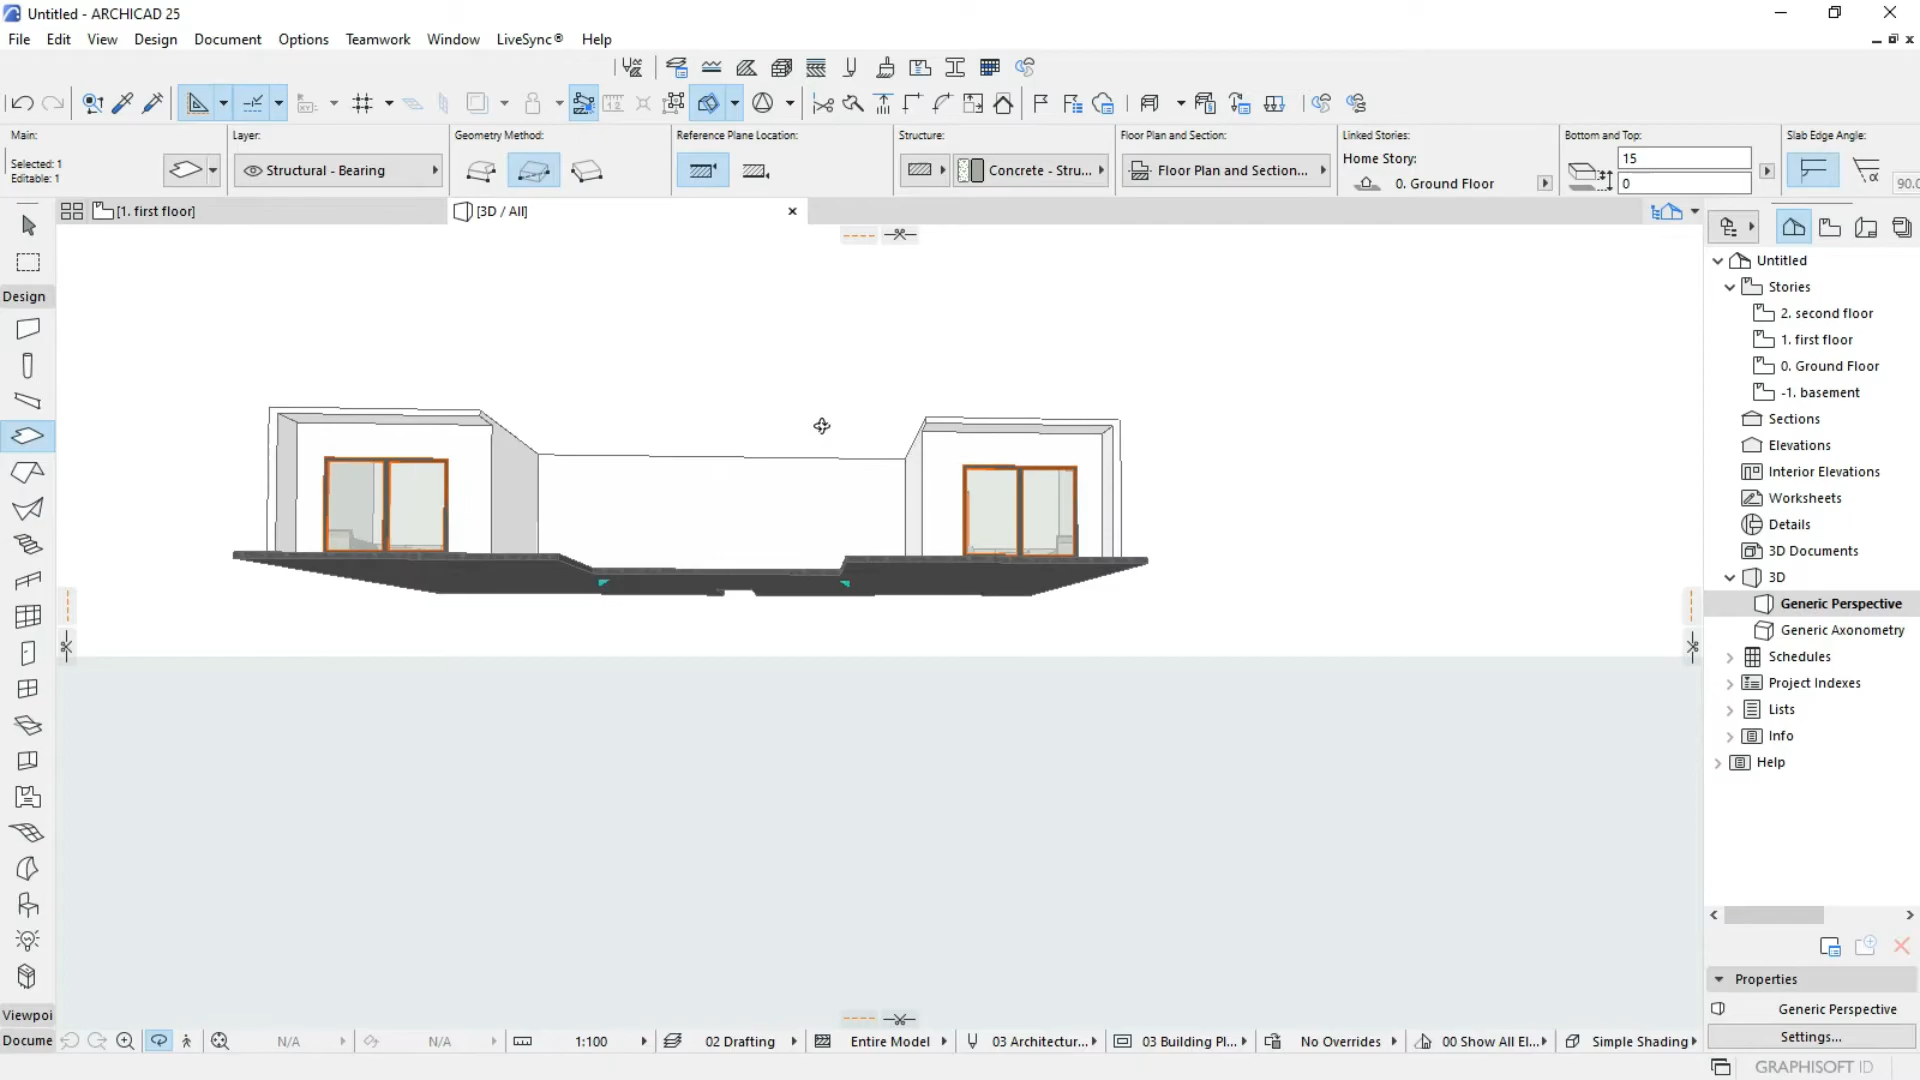 Untitled - ARCHICAD 25
File Edit View Design Document Options Teamwork Window LiveSync® Help
Main: Layer: Geometry Method: Reference Plane Location: Structure: Floor Plan and Section: Linked Stories: Bottom and Top: Slab Edge Angle:
Selected: 1
Editable: 1
Structural - Bearing
Concrete - Stru...
Floor Plan and Section...
Home Story:
0. Ground Floor
15
0
90.0
[1. first floor]
[3D / All]
Design
Viewpoi
Docume
Untitled
Stories
2. second floor
1. first floor
0. Ground Floor
-1. basement
Sections
Elevations
Interior Elevations
Worksheets
Details
3D Documents
3D
Generic Perspective
Generic Axonometry
Schedules
Project Indexes
Lists
Info
Help
Properties
Generic Perspective
Settings...
N/A N/A 1:100 02 Drafting Entire Model 03 Architectur... 03 Building Pl... No Overrides 00 Show All El... Simple Shading
GRAPHISOFT ID